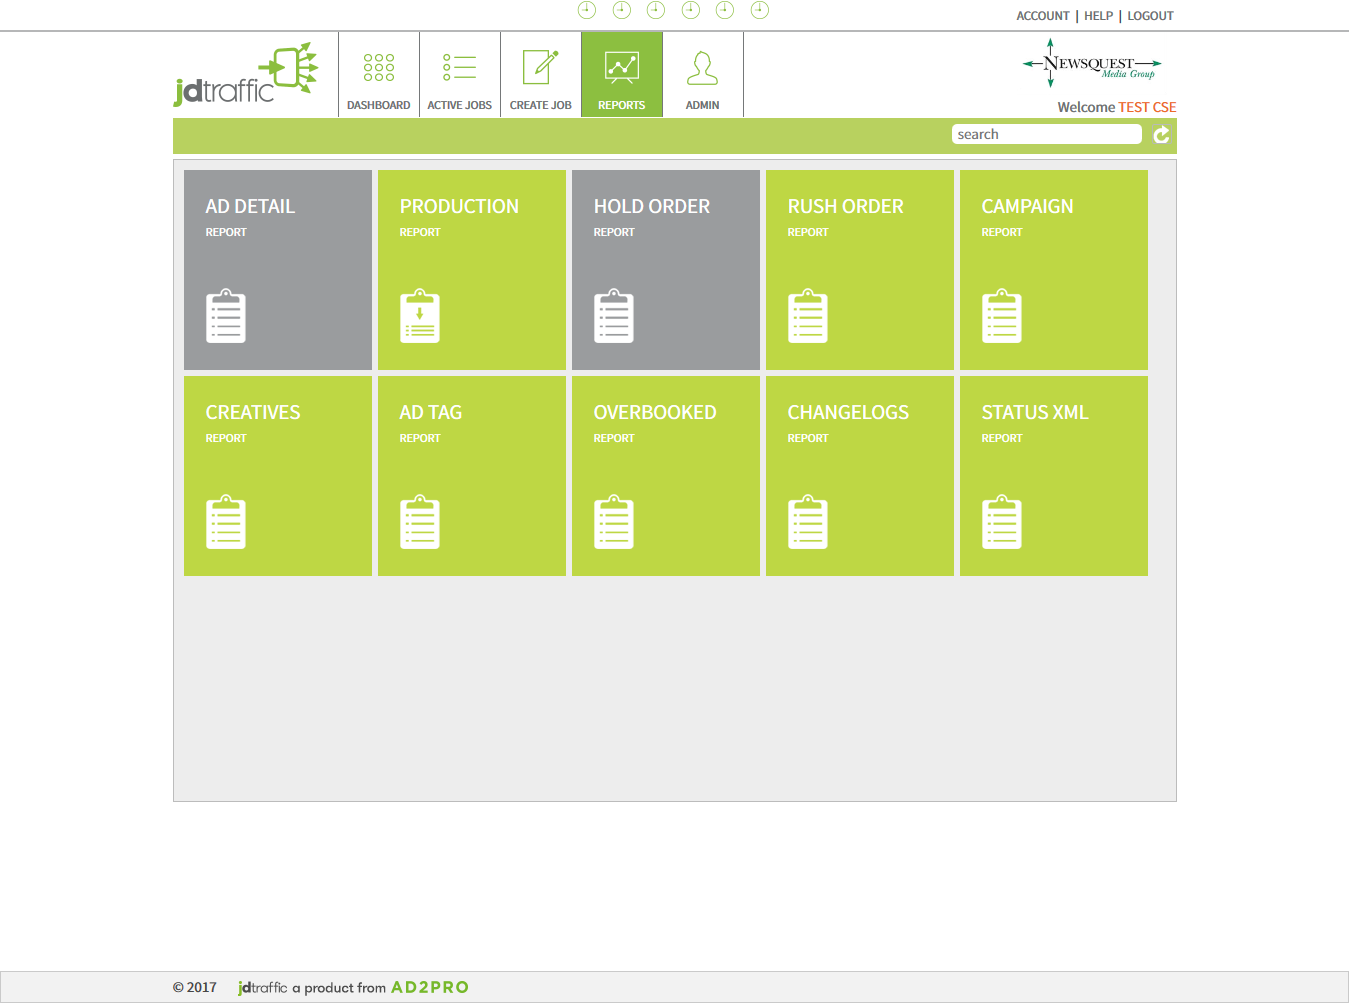 ACCOUNT | HELP | LOGOUT
jdtraffic
DASHBOARD
ACTIVE JOBS
CREATE JOB
REPORTS
ADMIN
NEWSQUEST
Media Group
Welcome TEST CSE
search
AD DETAIL
REPORT
PRODUCTION
REPORT
HOLD ORDER
REPORT
RUSH ORDER
REPORT
CAMPAIGN
REPORT
CREATIVES
REPORT
AD TAG
REPORT
OVERBOOKED
REPORT
CHANGELOGS
REPORT
STATUS XML
REPORT
© 2017 jdtraffic a product from AD2PRO